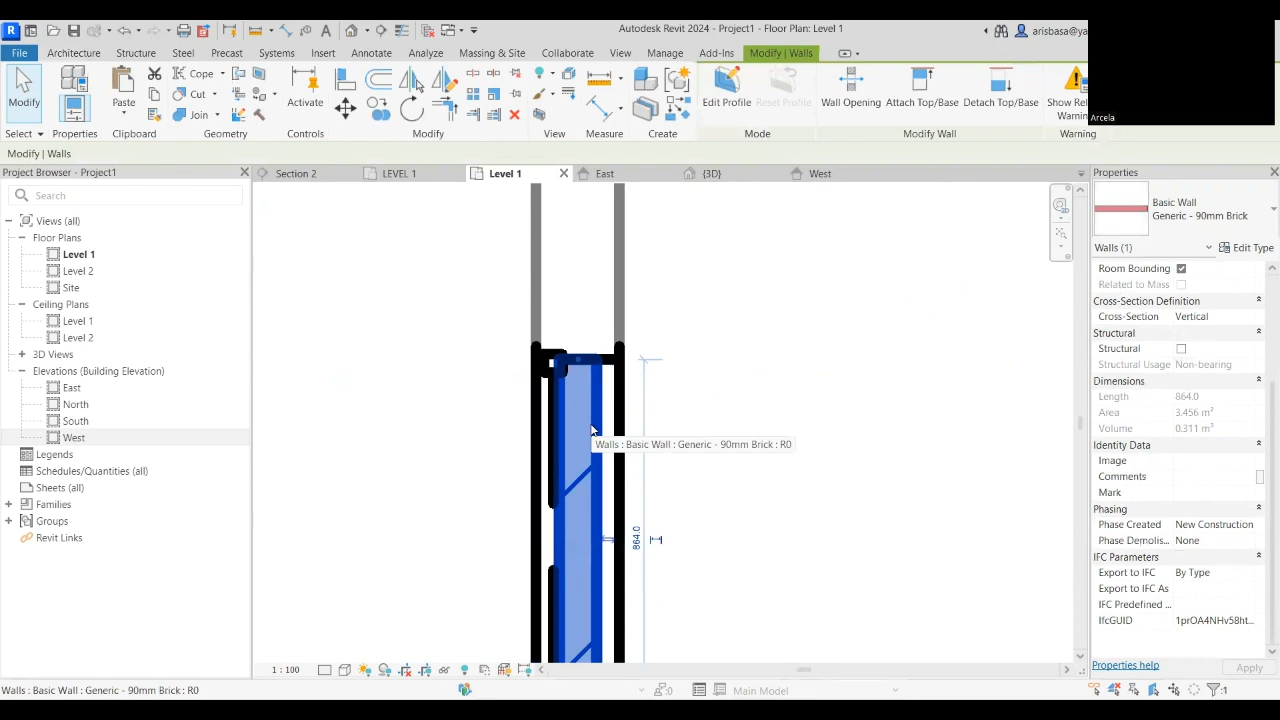 Autodesk Revit 2024 - Project1 - Floor Plan: Level 1
arisbasa@ya
File Architecture Structure Steel Precast Systems Insert Annotate Analyze Massing & Site Collaborate View Manage Add-Ins Modify | Walls
Modify Paste Cope Cut Join Activate Edit Profile Reset Profile Wall Opening Attach Top/Base Detach Top/Base Show Rel
Warnin
Arcela
Select Properties Clipboard Geometry Controls Modify View Measure Create Mode Modify Wall Warning
Modify | Walls
Project Browser - Project1
Section 2 LEVEL 1 Level 1 East {3D} West
Properties
Search
Views (all)
Floor Plans
Level 1
Level 2
Site
Ceiling Plans
Level 1
Level 2
3D Views
Elevations (Building Elevation)
East
North
South
West
Legends
Schedules/Quantities (all)
Sheets (all)
Families
Groups
Revit Links
Walls : Basic Wall : Generic - 90mm Brick : R0
864.0
Basic Wall
Generic - 90mm Brick
Walls (1) Edit Type
Room Bounding
Related to Mass
Cross-Section Definition
Cross-Section Vertical
Structural
Structural
Structural Usage Non-bearing
Dimensions
Length 864.0
Area 3.456 m²
Volume 0.311 m³
Identity Data
Image
Comments
Mark
Phasing
Phase Created New Construction
Phase Demolis... None
IFC Parameters
Export to IFC By Type
Export to IFC As
IFC Predefined ...
IfcGUID 1prOA4NHv58ht...
Properties help Apply
1 : 100
Walls : Basic Wall : Generic - 90mm Brick : R0
:0
Main Model
:1